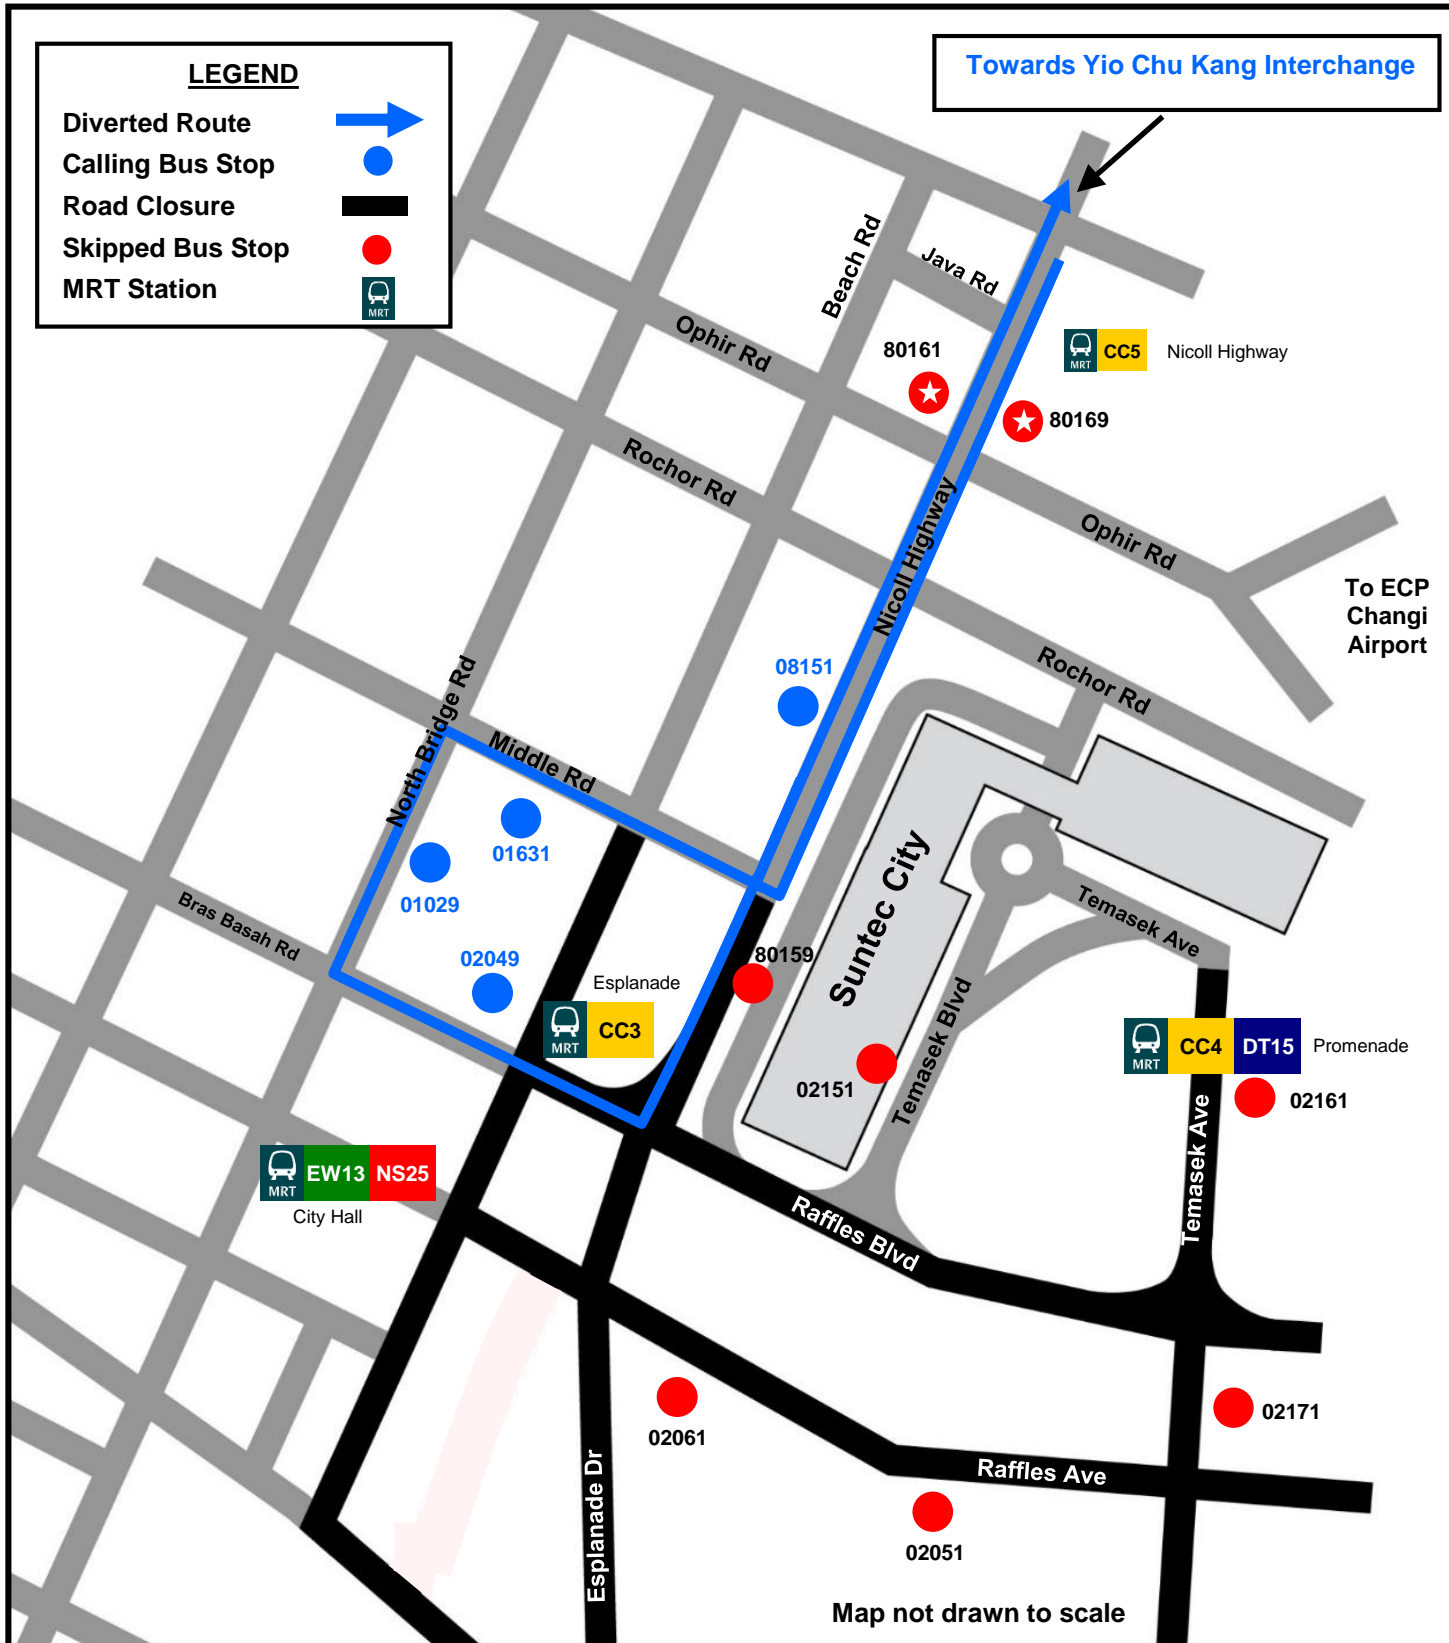 LEGEND
Diverted Route
Calling Bus Stop
Road Closure
Skipped Bus Stop
MRT Station
MRT
Towards Yio Chu Kang Interchange
Beach Rd
Java Rd
Ophir Rd
80161
MRT
CC5
Nicoll Highway
80169
Rochor Rd
Nicoll Highway
Ophir Rd
To ECP
Changi
Airport
North Bridge Rd
08151
Rochor Rd
Middle Rd
01631
01029
Suntec City
Temasek Ave
Bras Basah Rd
02049
80159
Esplanade
MRT
CC3
Temasek Blvd
02151
MRT
CC4
DT15
Promenade
02161
Temasek Ave
MRT
EW13
NS25
City Hall
Raffles Blvd
02061
02171
Esplanade Dr
Raffles Ave
02051
Map not drawn to scale